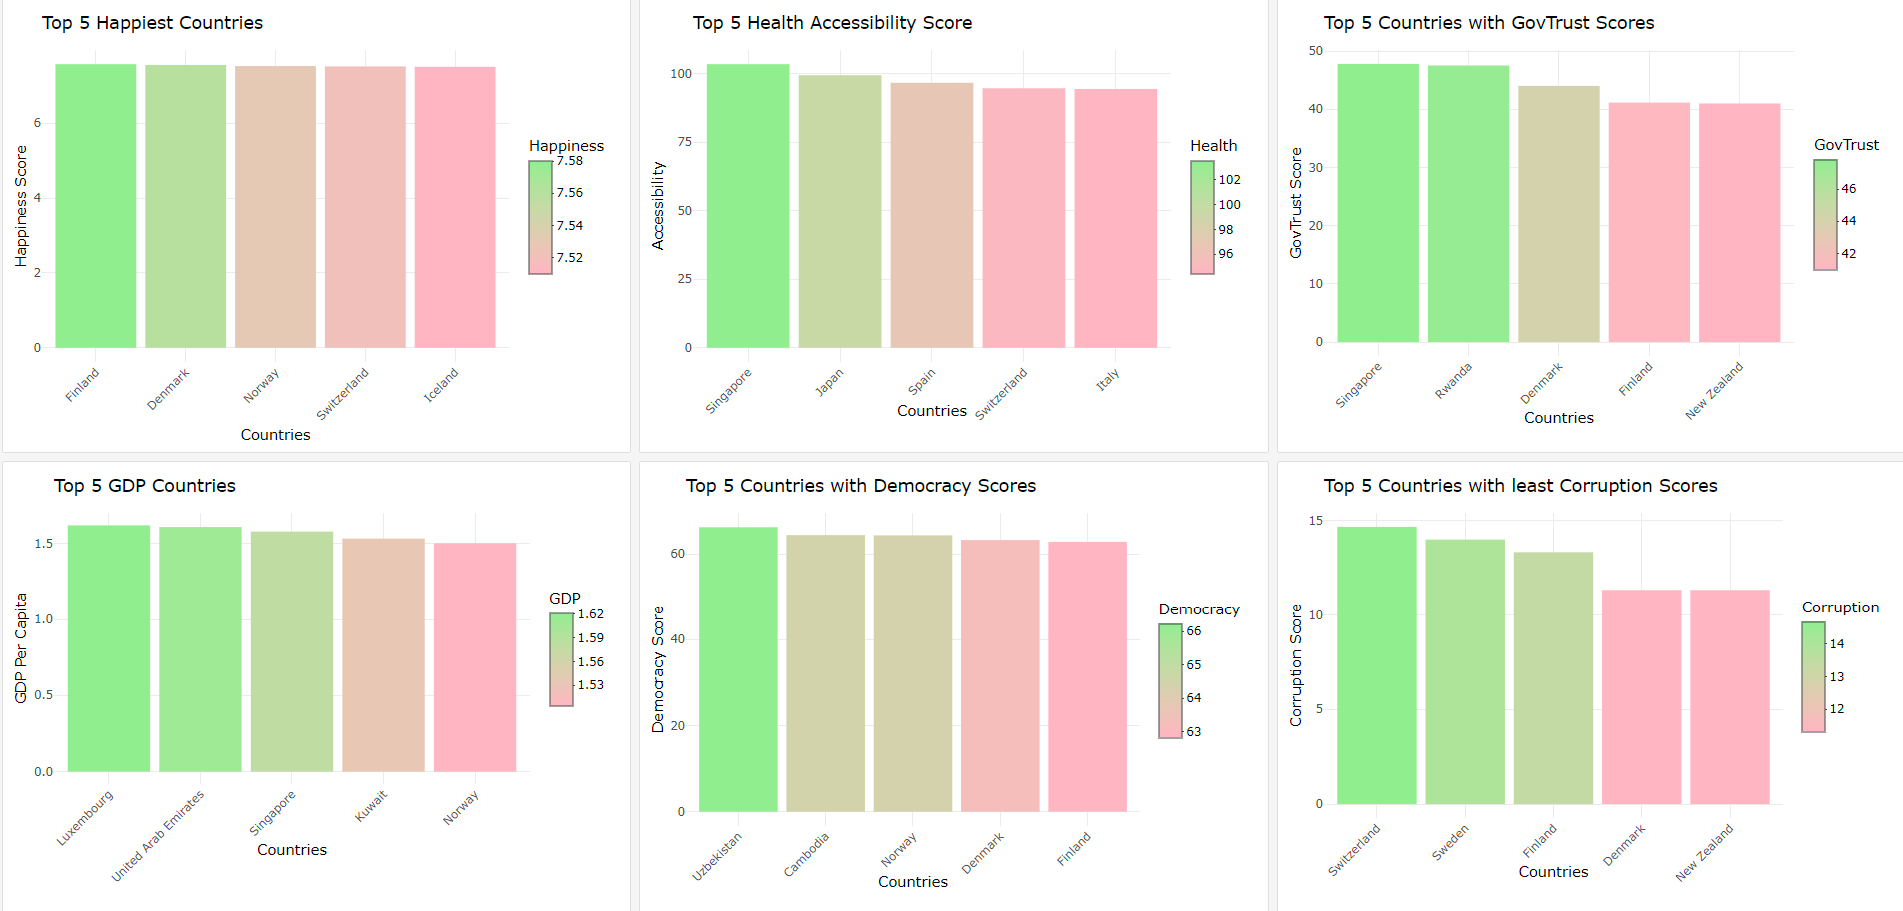 Top 5 Happiest Countries
Happiness Score
6
4
2
0
Finland
Denmark
Norway
Switzerland
Iceland
Countries
Happiness
7.58
7.56
7.54
7.52
Top 5 Health Accessibility Score
Accessibility
100
75
50
25
0
Singapore
Japan
Spain
Switzerland
Italy
Countries
Health
102
100
98
96
Top 5 Countries with GovTrust Scores
GovTrust Score
50
40
30
20
10
0
Singapore
Rwanda
Denmark
Finland
New Zealand
Countries
GovTrust
46
44
42
Top 5 GDP Countries
GDP Per Capita
1.5
1.0
0.5
0.0
Luxembourg
United Arab Emirates
Singapore
Kuwait
Norway
Countries
GDP
1.62
1.59
1.56
1.53
Top 5 Countries with Democracy Scores
Democracy Score
60
40
20
0
Uzbekistan
Cambodia
Norway
Denmark
Finland
Countries
Democracy
66
65
64
63
Top 5 Countries with least Corruption Scores
Corruption Score
15
10
5
0
Switzerland
Sweden
Finland
Denmark
New Zealand
Countries
Corruption
14
13
12